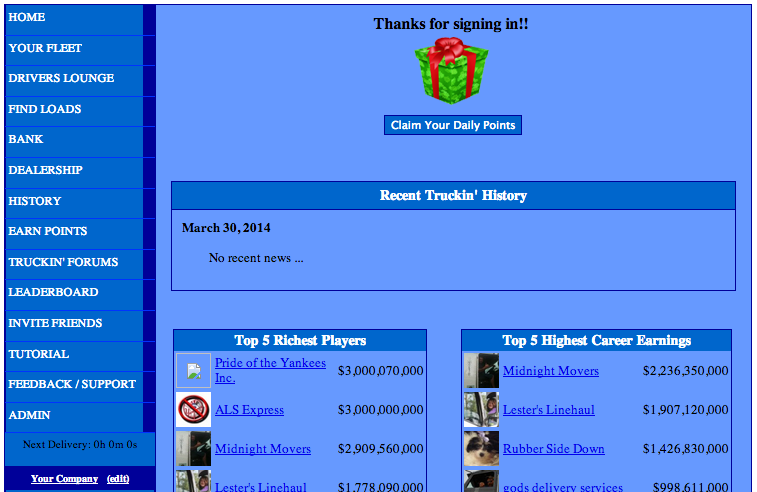 HOME
YOUR FLEET
DRIVERS LOUNGE
FIND LOADS
BANK
DEALERSHIP
HISTORY
EARN POINTS
TRUCKIN' FORUMS
LEADERBOARD
INVITE FRIENDS
TUTORIAL
FEEDBACK / SUPPORT
ADMIN
Next Delivery: 0h 0m 0s
Your Company (edit)
Thanks for signing in!!
Claim Your Daily Points
Recent Truckin' History
March 30, 2014
No recent news ...
Top 5 Richest Players
Pride of the Yankees
Inc. $3,000,070,000
ALS Express $3,000,000,000
Midnight Movers $2,909,560,000
Lester's Linehaul $1,778,090,000
Top 5 Highest Career Earnings
Midnight Movers $2,236,350,000
Lester's Linehaul $1,907,120,000
Rubber Side Down $1,426,830,000
gods delivery services $998,611,000